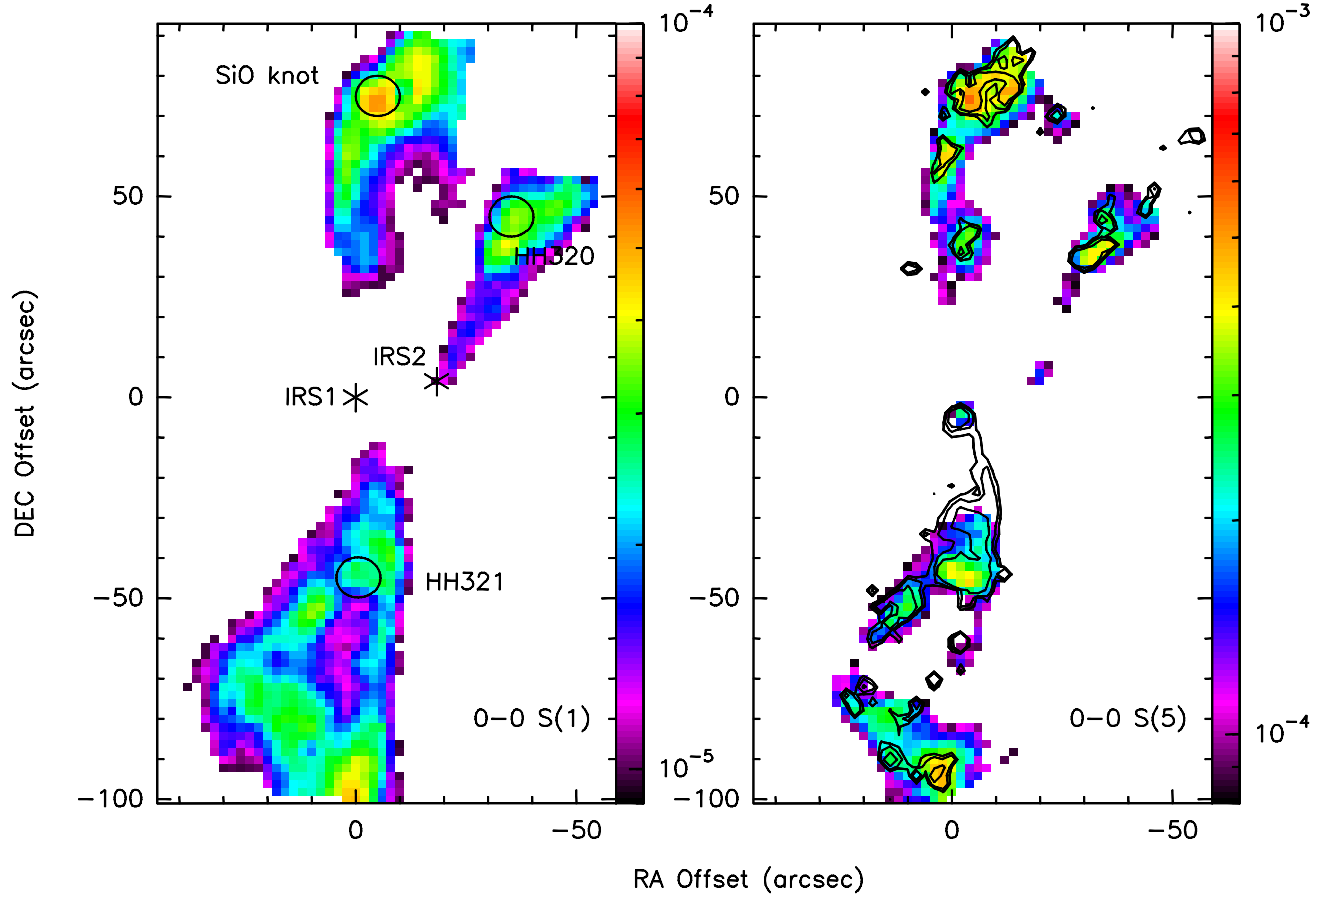 10⁻⁴
10⁻³
SiO knot
50
50
HH320
IRS2
IRS1
0
0
DEC Offset (arcsec)
HH321
−50
−50
0−0 S(1)
0−0 S(5)
10⁻⁵
10⁻⁴
−100
−100
0
−50
0
−50
RA Offset (arcsec)